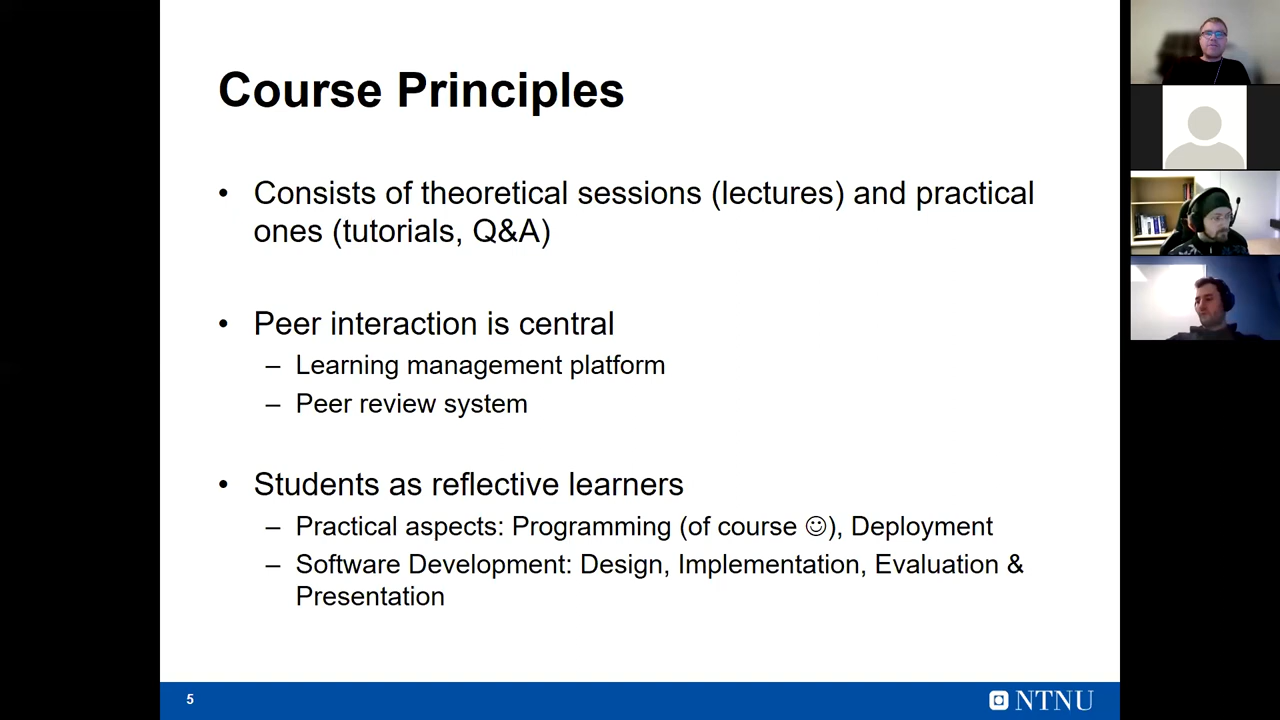 Course Principles
• Consists of theoretical sessions (lectures) and practical
ones (tutorials, Q&A)
• Peer interaction is central
– Learning management platform
– Peer review system
• Students as reflective learners
– Practical aspects: Programming (of course ☺), Deployment
– Software Development: Design, Implementation, Evaluation &
Presentation
5
NTNU